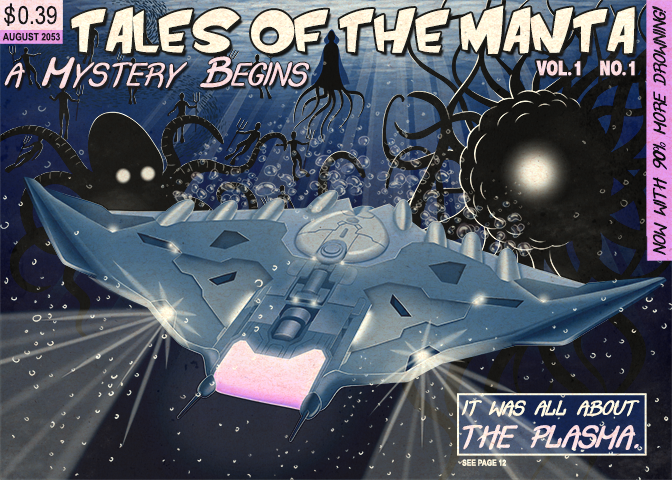 $0.39
AUGUST 2053
TALES OF THE MANTA
A MYSTERY BEGINS
VOL.1 NO.1
NOW WITH 90% MORE DROWNING!
IT WAS ALL ABOUT
THE PLASMA.
SEE PAGE 12